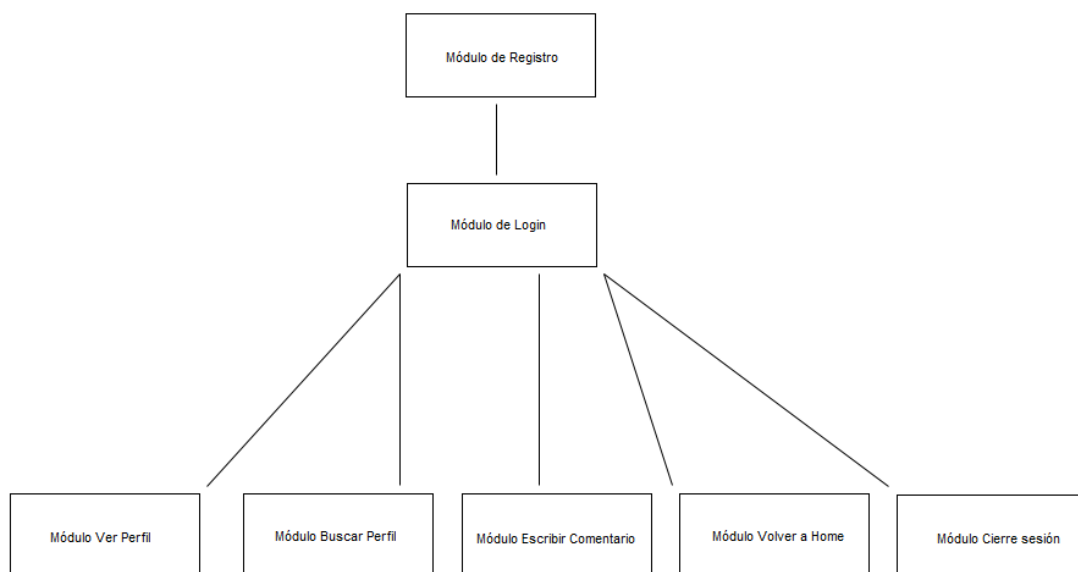 Módulo de Registro
Módulo de Login
Módulo Ver Perfil
Módulo Buscar Perfil
Módulo Escribir Comentario
Módulo Volver a Home
Módulo Cierre sesión